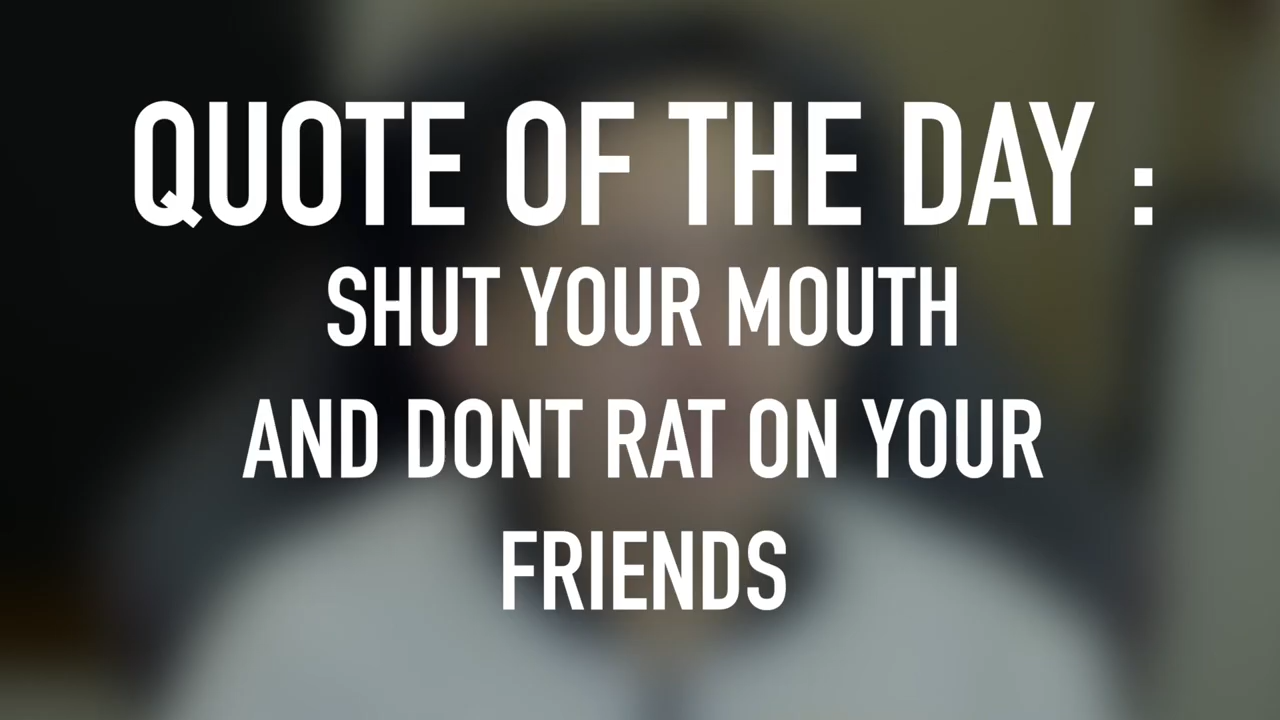 QUOTE OF THE DAY :
SHUT YOUR MOUTH
AND DONT RAT ON YOUR
FRIENDS